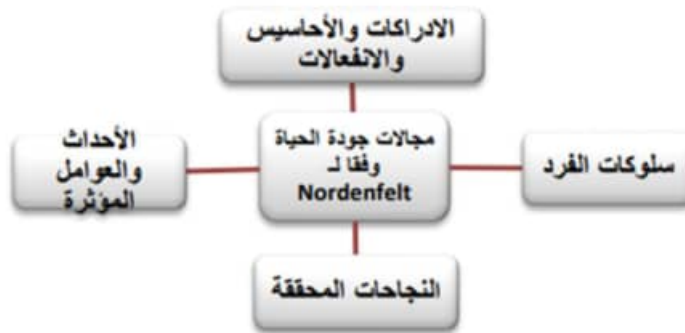 الادراكات والأحاسيس
والانفعالات
الأحداث
والعوامل
المؤثرة
مجالات جودة الحياة
وفقا لـ
Nordenfelt
سلوكات الفرد
النجاحات المحققة